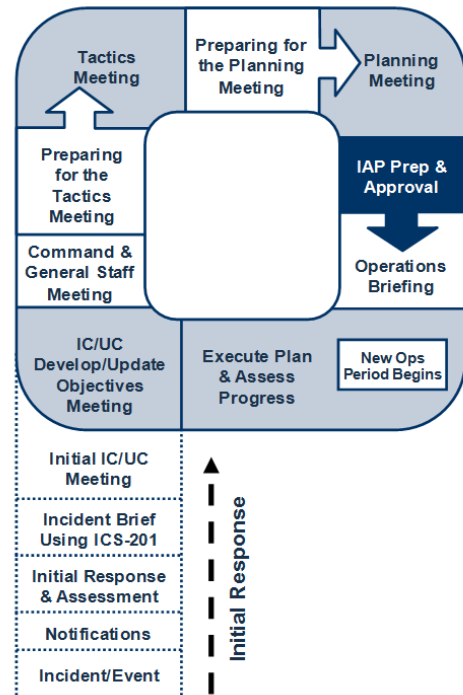 Tactics
Meeting
Preparing for
the Planning
Meeting
Planning
Meeting
Preparing
for the
Tactics
Meeting
IAP Prep &
Approval
Command &
General Staff
Meeting
Operations
Briefing
IC/UC
Develop/Update
Objectives
Meeting
Execute Plan
& Assess
Progress
New Ops
Period Begins
Initial IC/UC
Meeting
Incident Brief
Using ICS-201
Initial Response
& Assessment
Notifications
Incident/Event
Initial Response